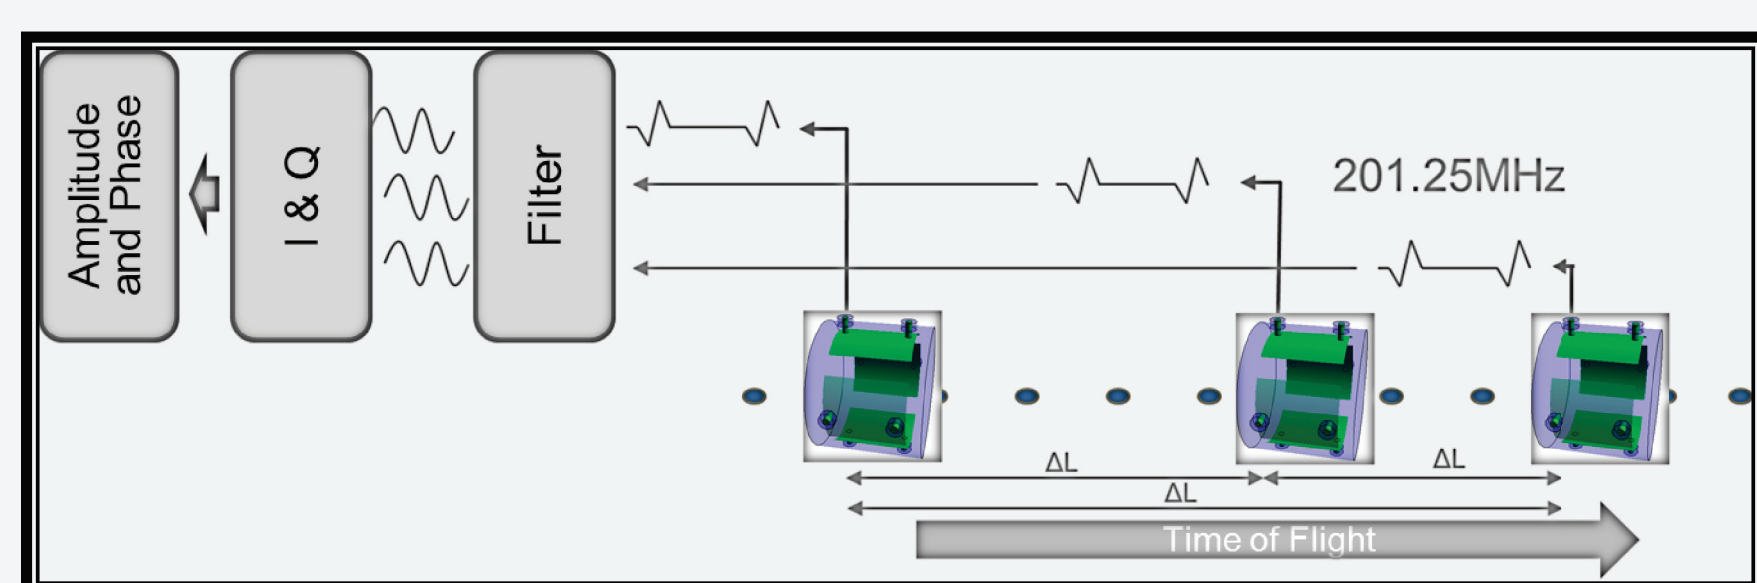 Amplitude
and Phase
I & Q
Filter
201.25MHz
ΔL
ΔL
ΔL
Time of Flight